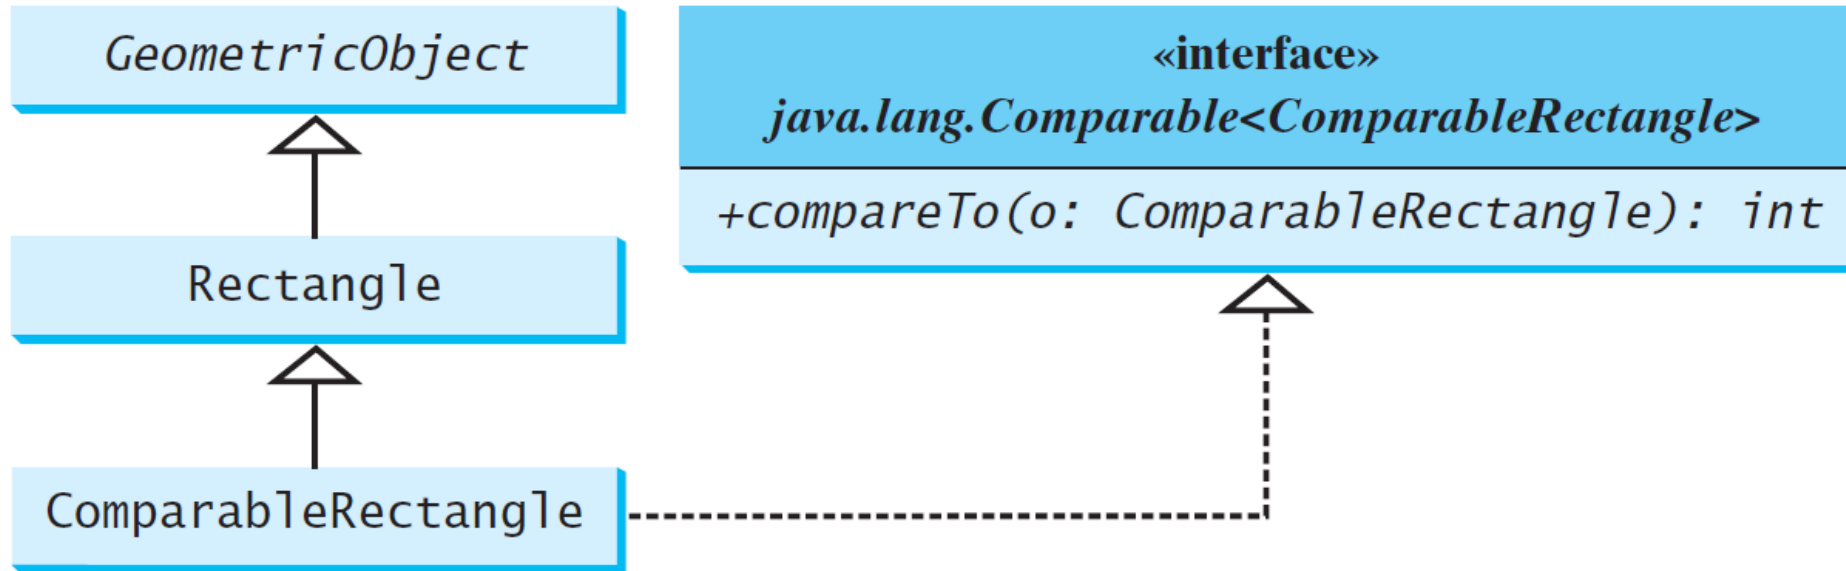 GeometricObject
Rectangle
ComparableRectangle
«interface»
java.lang.Comparable<ComparableRectangle>
+compareTo(o: ComparableRectangle): int